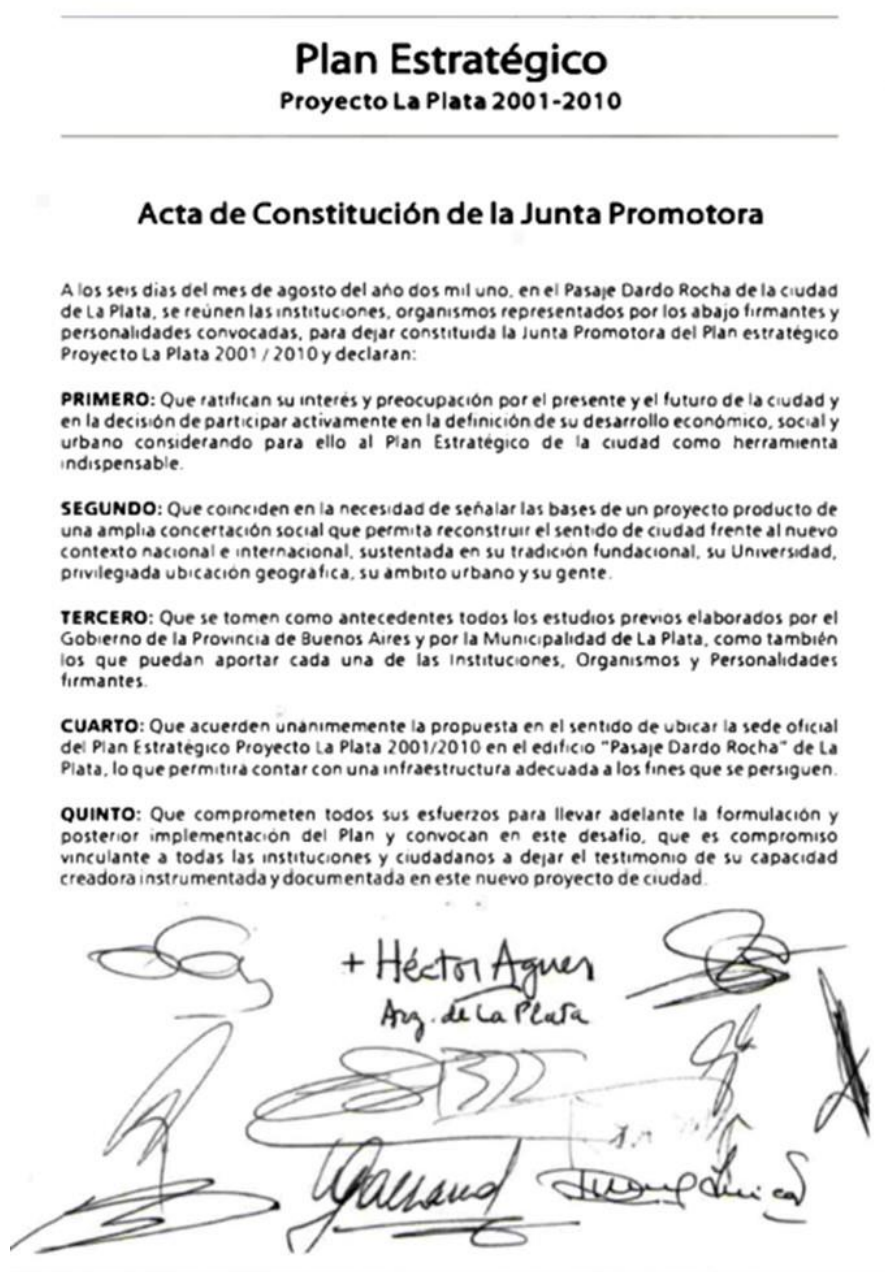 Plan Estratégico
Proyecto La Plata 2001-2010
Acta de Constitución de la Junta Promotora
A los seis dias del mes de agosto del año dos mil uno, en el Pasaje Dardo Rocha de la ciudad
de La Plata, se reúnen las instituciones, organismos representados por los abajo firmantes y
personalidades convocadas, para dejar constituida la Junta Promotora del Plan estratégico
Proyecto La Plata 2001 / 2010 y declaran:
PRIMERO: Que ratifican su interés y preocupación por el presente y el futuro de la ciudad y
en la decisión de participar activamente en la definición de su desarrollo económico, social y
urbano considerando para ello al Plan Estratégico de la ciudad como herramienta
indispensable.
SEGUNDO: Que coinciden en la necesidad de señalar las bases de un proyecto producto de
una amplia concertación social que permita reconstruir el sentido de ciudad frente al nuevo
contexto nacional e internacional, sustentada en su tradición fundacional, su Universidad,
privilegiada ubicación geográfica, su ambito urbano y su gente.
TERCERO: Que se tomen como antecedentes todos los estudios previos elaborados por el
Gobierno de la Provincia de Buenos Aires y por la Municipalidad de La Plata, como también
los que puedan aportar cada una de las Instituciones, Organismos y Personalidades
firmantes.
CUARTO: Que acuerden unánimemente la propuesta en el sentido de ubicar la sede oficial
del Plan Estratégico Proyecto La Plata 2001/2010 en el edificio "Pasaje Dardo Rocha" de La
Plata, lo que permitirá contar con una infraestructura adecuada a los fines que se persiguen.
QUINTO: Que comprometen todos sus esfuerzos para llevar adelante la formulación y
posterior implementación del Plan y convocan en este desafio, que es compromiso
vinculante a todas las instituciones y ciudadanos a dejar el testimonio de su capacidad
creadora instrumentada y documentada en este nuevo proyecto de ciudad.
+ Héctor Aguer
Arz. de La Plata